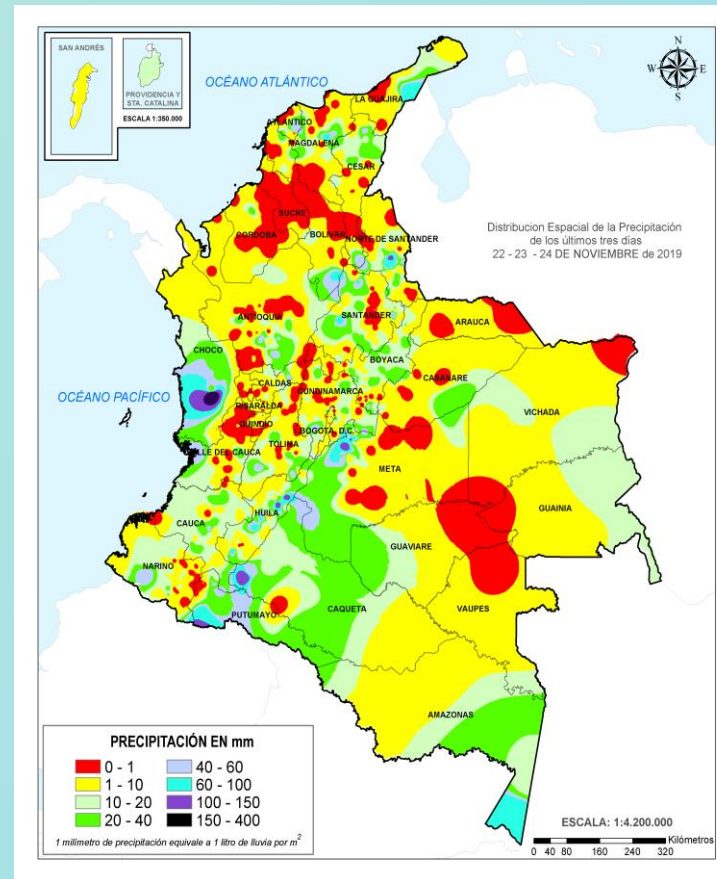 SAN ANDRÉS
PROVIDENCIA Y
STA. CATALINA
ESCALA 1:350.000
OCÉANO ATLÁNTICO
N
W
E
S
LA GUAJIRA
ATLANTICO
MAGDALENA
CESAR
SUCRE
CORDOBA
BOLIVAR
NORTE DE SANTANDER
Distribucion Espacial de la Precipitación
de los últimos tres días
22 - 23 - 24 DE NOVIEMBRE de 2019
ANTIOQUIA
SANTANDER
ARAUCA
CHOCO
BOYACA
CASANARE
CALDAS
CUNDINAMARCA
OCÉANO PACÍFICO
RISARALDA
VICHADA
QUINDIO
BOGOTA, D.C.
TOLIMA
VALLE DEL CAUCA
META
GUAINIA
HUILA
CAUCA
GUAVIARE
NARIÑO
CAQUETA
VAUPES
PUTUMAYO
AMAZONAS
PRECIPITACIÓN EN mm
0 - 1
40 - 60
1 - 10
60 - 100
10 - 20
100 - 150
20 - 40
150 - 400
1 milimetro de precipitación equivale a 1 litro de lluvia por m²
ESCALA: 1:4.200.000
Kilómetros
0 40 80 160 240 320